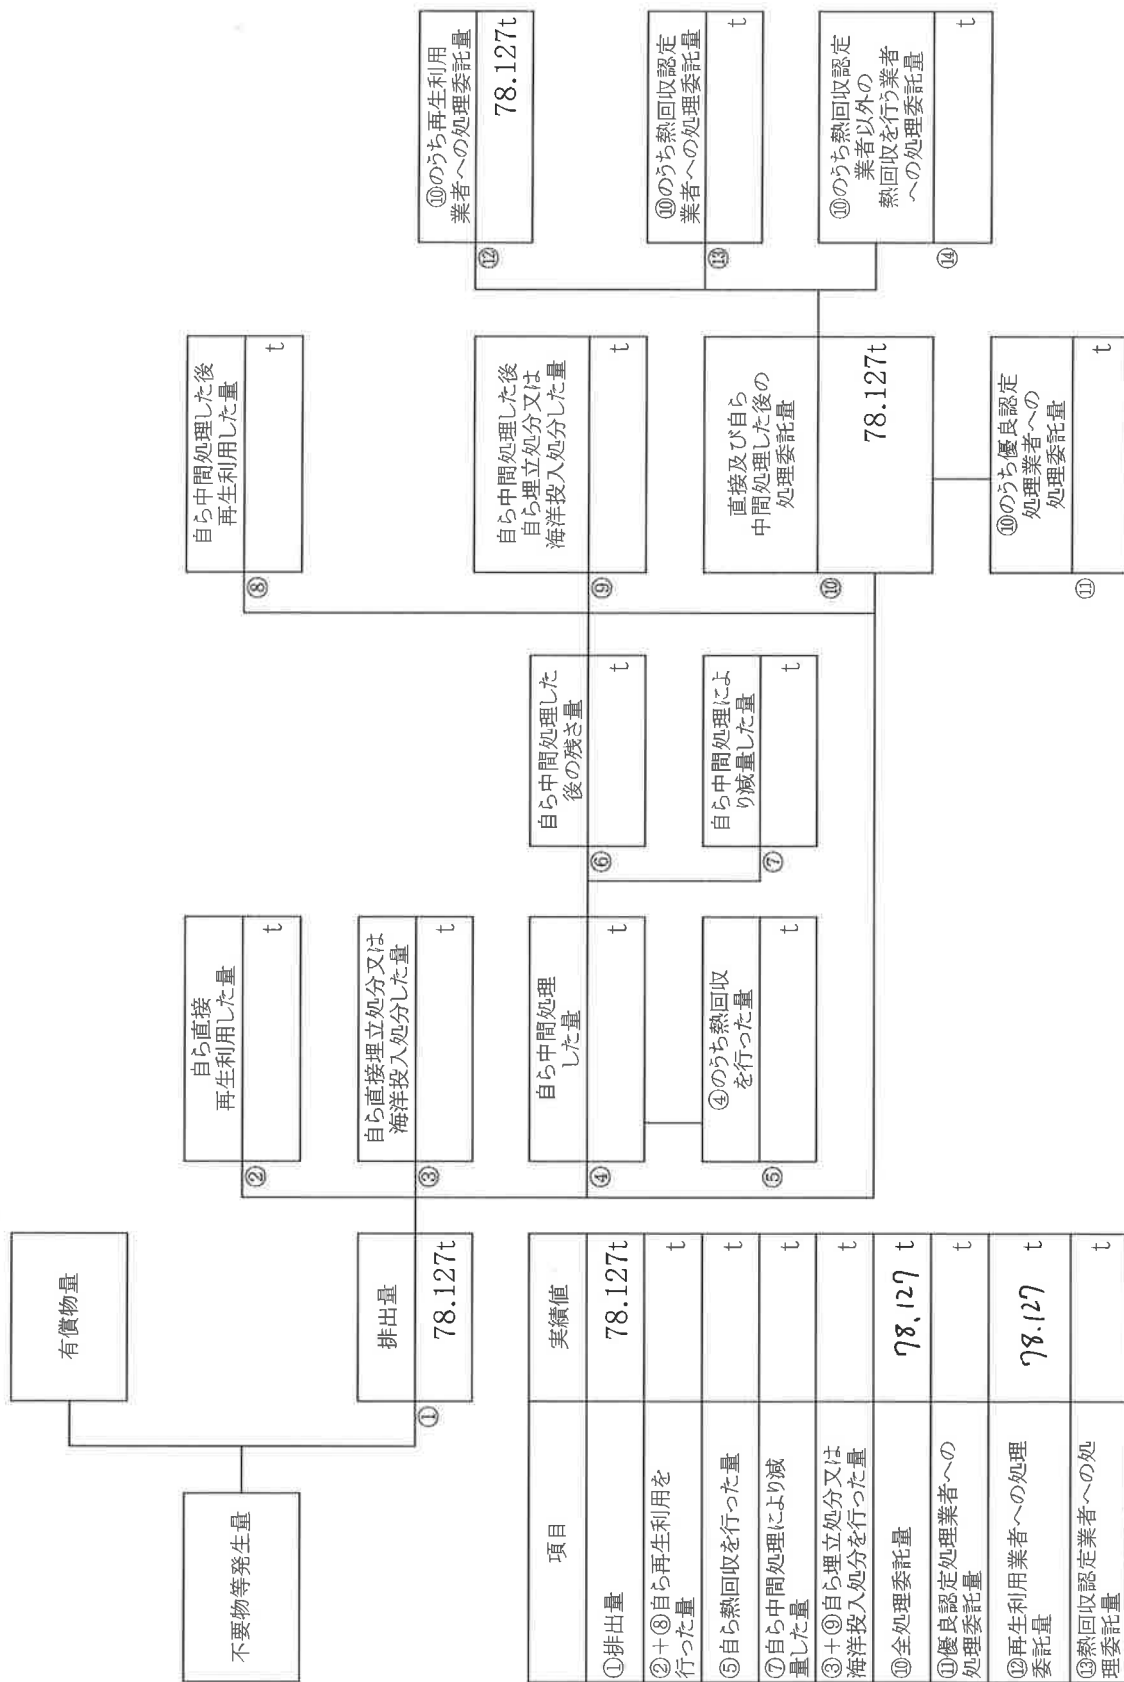 不要物等発生量
有償物量
①
排出量
78.127t
②
自ら直接
再生利用した量
t
③
自ら直接埋立処分又は
海洋投入処分した量
t
④
自ら中間処理
した量
t
⑤
④のうち熱回収
を行った量
t
⑥
自ら中間処理した
後の残さ量
t
⑦
自ら中間処理によ
り減量した量
t
⑧
自ら中間処理した後
再生利用した量
t
⑨
自ら中間処理した後
自ら埋立処分又は
海洋投入処分した量
t
⑩
直接及び自ら
中間処理した後の
処理委託量
78.127t
⑪
⑩のうち優良認定
処理業者への
処理委託量
t
⑫
⑩のうち再生利用
業者への処理委託量
78.127t
⑬
⑩のうち熱回収認定
業者への処理委託量
t
⑭
⑩のうち熱回収認定
業者以外の
熱回収を行う業者
への処理委託量
t
項目 実績値
①排出量 78.127t
②+⑧自ら再生利用を
行った量 t
⑤自ら熱回収を行った量 t
⑦自ら中間処理により減
量した量 t
③+⑨自ら埋立処分又は
海洋投入処分を行った量 t
⑩全処理委託量 78.127 t
⑪優良認定処理業者への
処理委託量 t
⑫再生利用業者への処理
委託量 78.127 t
⑬熱回収認定業者への処
理委託量 t